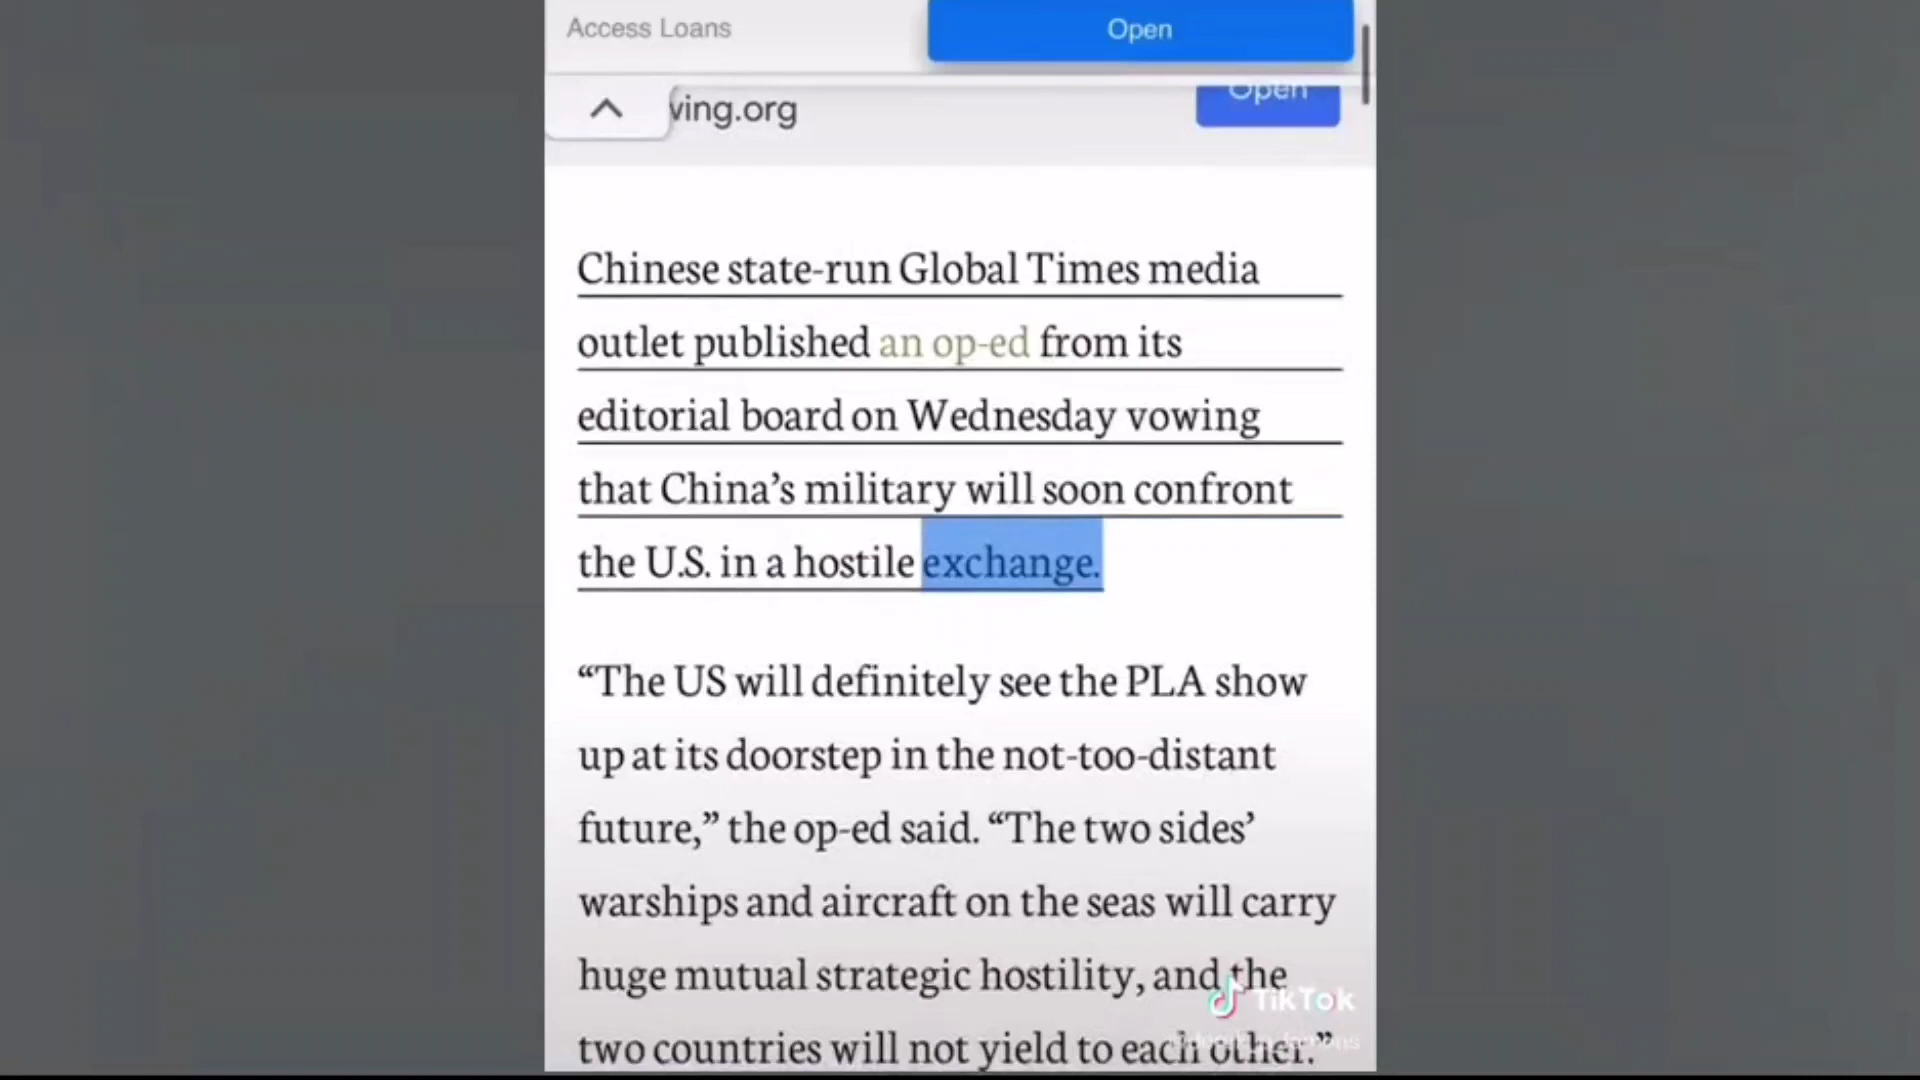 Access Loans
Open
ving.org
Open
Chinese state-run Global Times media
outlet published an op-ed from its
editorial board on Wednesday vowing
that China’s military will soon confront
the U.S. in a hostile exchange.
“The US will definitely see the PLA show
up at its doorstep in the not-too-distant
future,” the op-ed said. “The two sides’
warships and aircraft on the seas will carry
huge mutual strategic hostility, and the
two countries will not yield to each other.”
TikTok